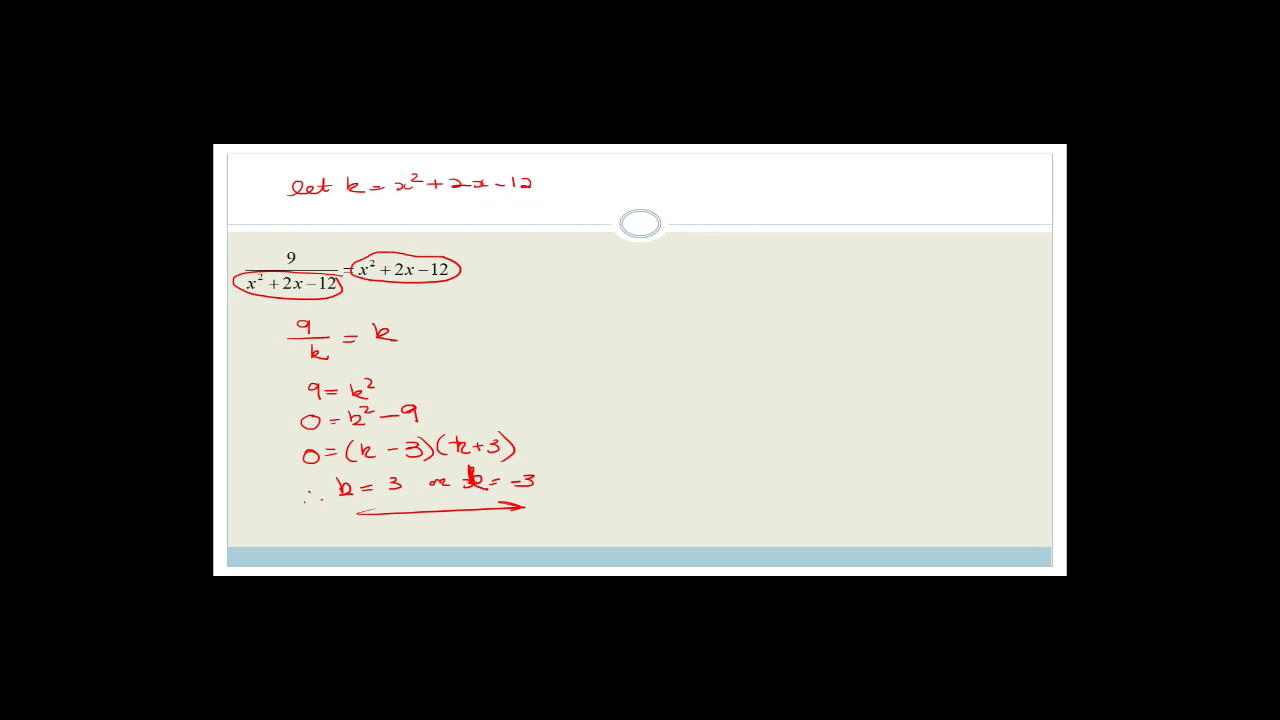 let k = x² + 2x - 12
9
x² + 2x - 12 = x² + 2x - 12
9
k = k
9 = k²
0 = k² - 9
0 = (k - 3)(k + 3)
∴ k = 3 or k = -3